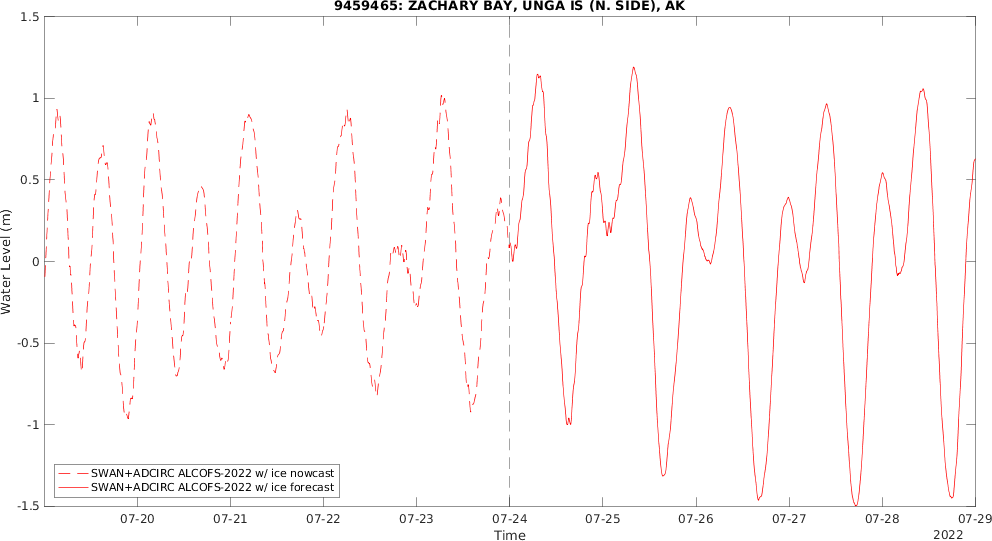 9459465: ZACHARY BAY, UNGA IS (N. SIDE), AK
1.5
1
0.5
0
-0.5
-1
-1.5
Water Level (m)
SWAN+ADCIRC ALCOFS-2022 w/ ice nowcast
SWAN+ADCIRC ALCOFS-2022 w/ ice forecast
07-20 07-21 07-22 07-23 07-24 07-25 07-26 07-27 07-28 07-29
Time
2022